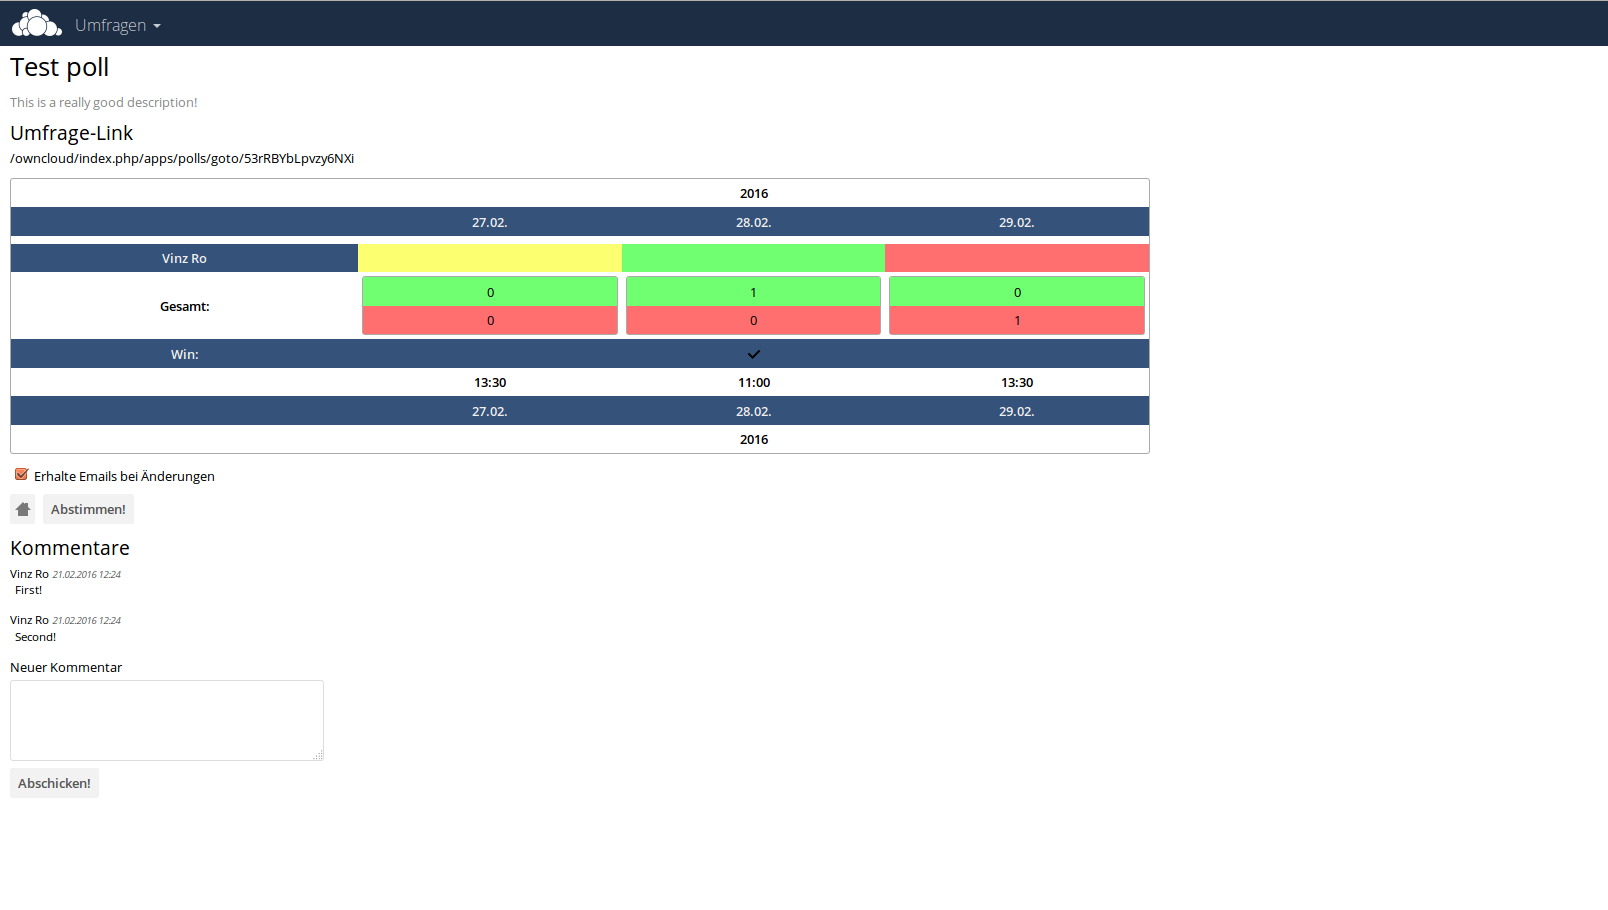 Umfragen
Test poll
This is a really good description!
Umfrage-Link
/owncloud/index.php/apps/polls/goto/53rRBYbLpvzy6NXi
2016
27.02. 28.02. 29.02.
Vinz Ro
Gesamt: 0 1 0
0 0 1
Win:
13:30 11:00 13:30
27.02. 28.02. 29.02.
2016
Erhalte Emails bei Änderungen
Abstimmen!
Kommentare
Vinz Ro 21.02.2016 12:24
First!
Vinz Ro 21.02.2016 12:24
Second!
Neuer Kommentar
Abschicken!